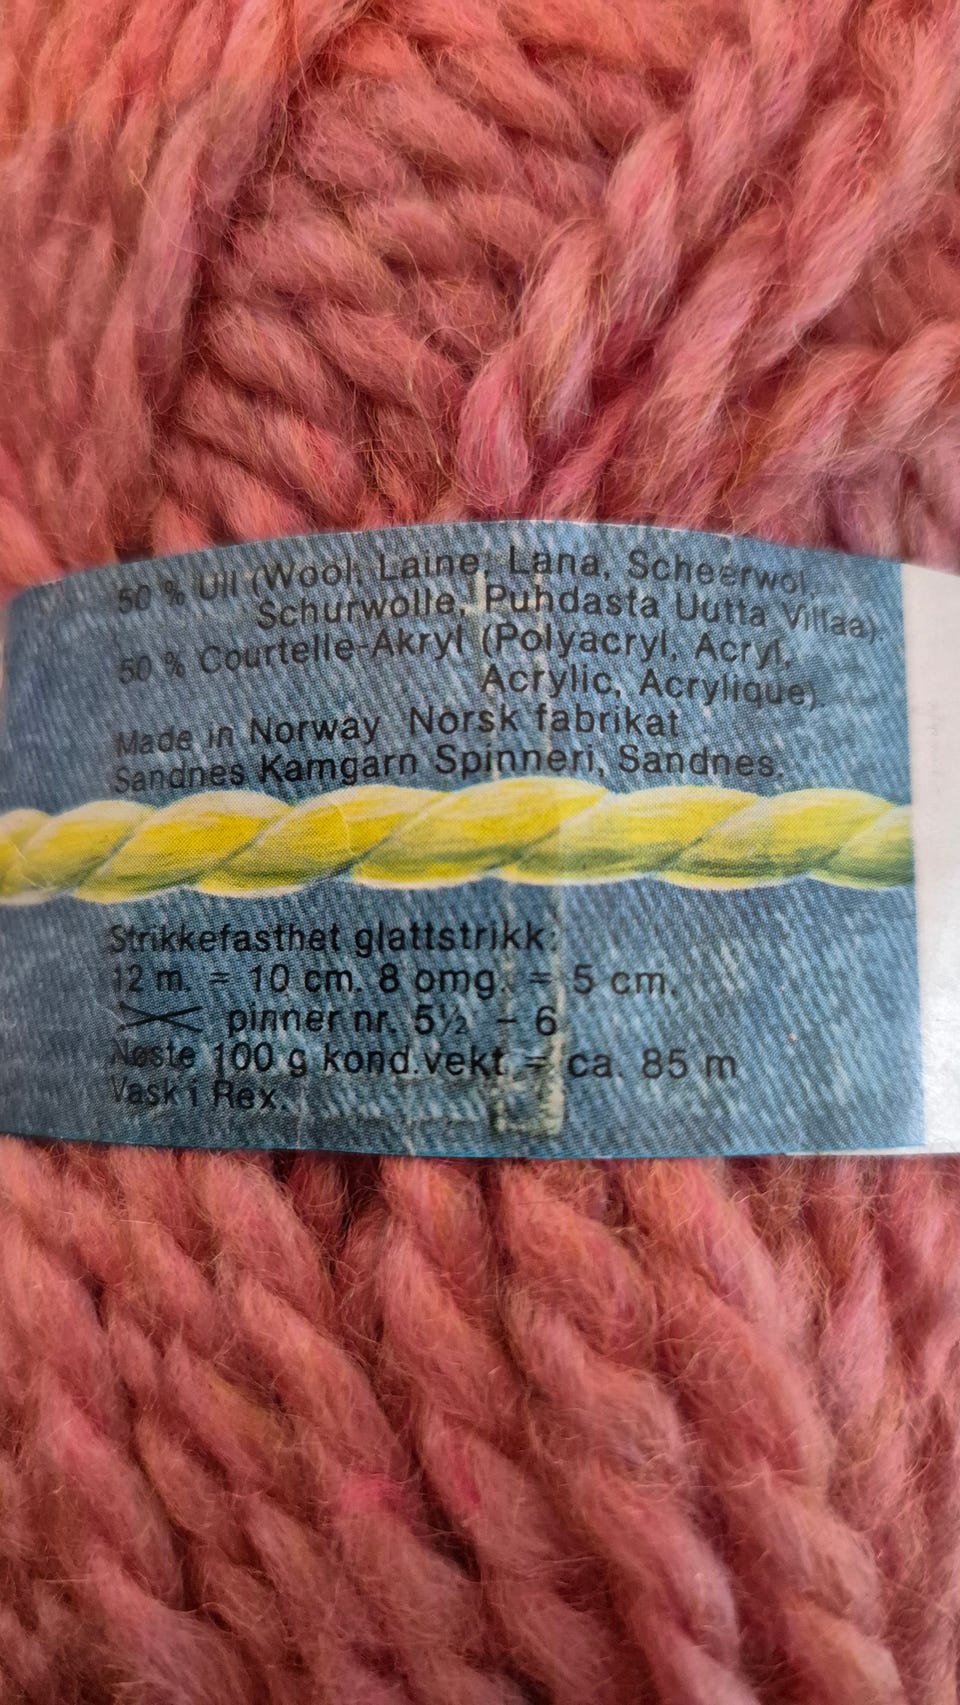 50 % Ull (Wool, Laine, Lana, Scheerwol,
Schurwolle, Puhdasta Uutta Villaa).
50 % Courtelle-Akryl (Polyacryl, Acryl,
Acrylic, Acrylique).
Made in Norway Norsk fabrikat
Sandnes Kamgarn Spinneri, Sandnes.
Strikkefasthet glattstrikk:
12 m. = 10 cm. 8 omg. = 5 cm.
pinner nr. 5½ – 6
Nøste 100 g kond.vekt = ca. 85 m
Vask i Rex.